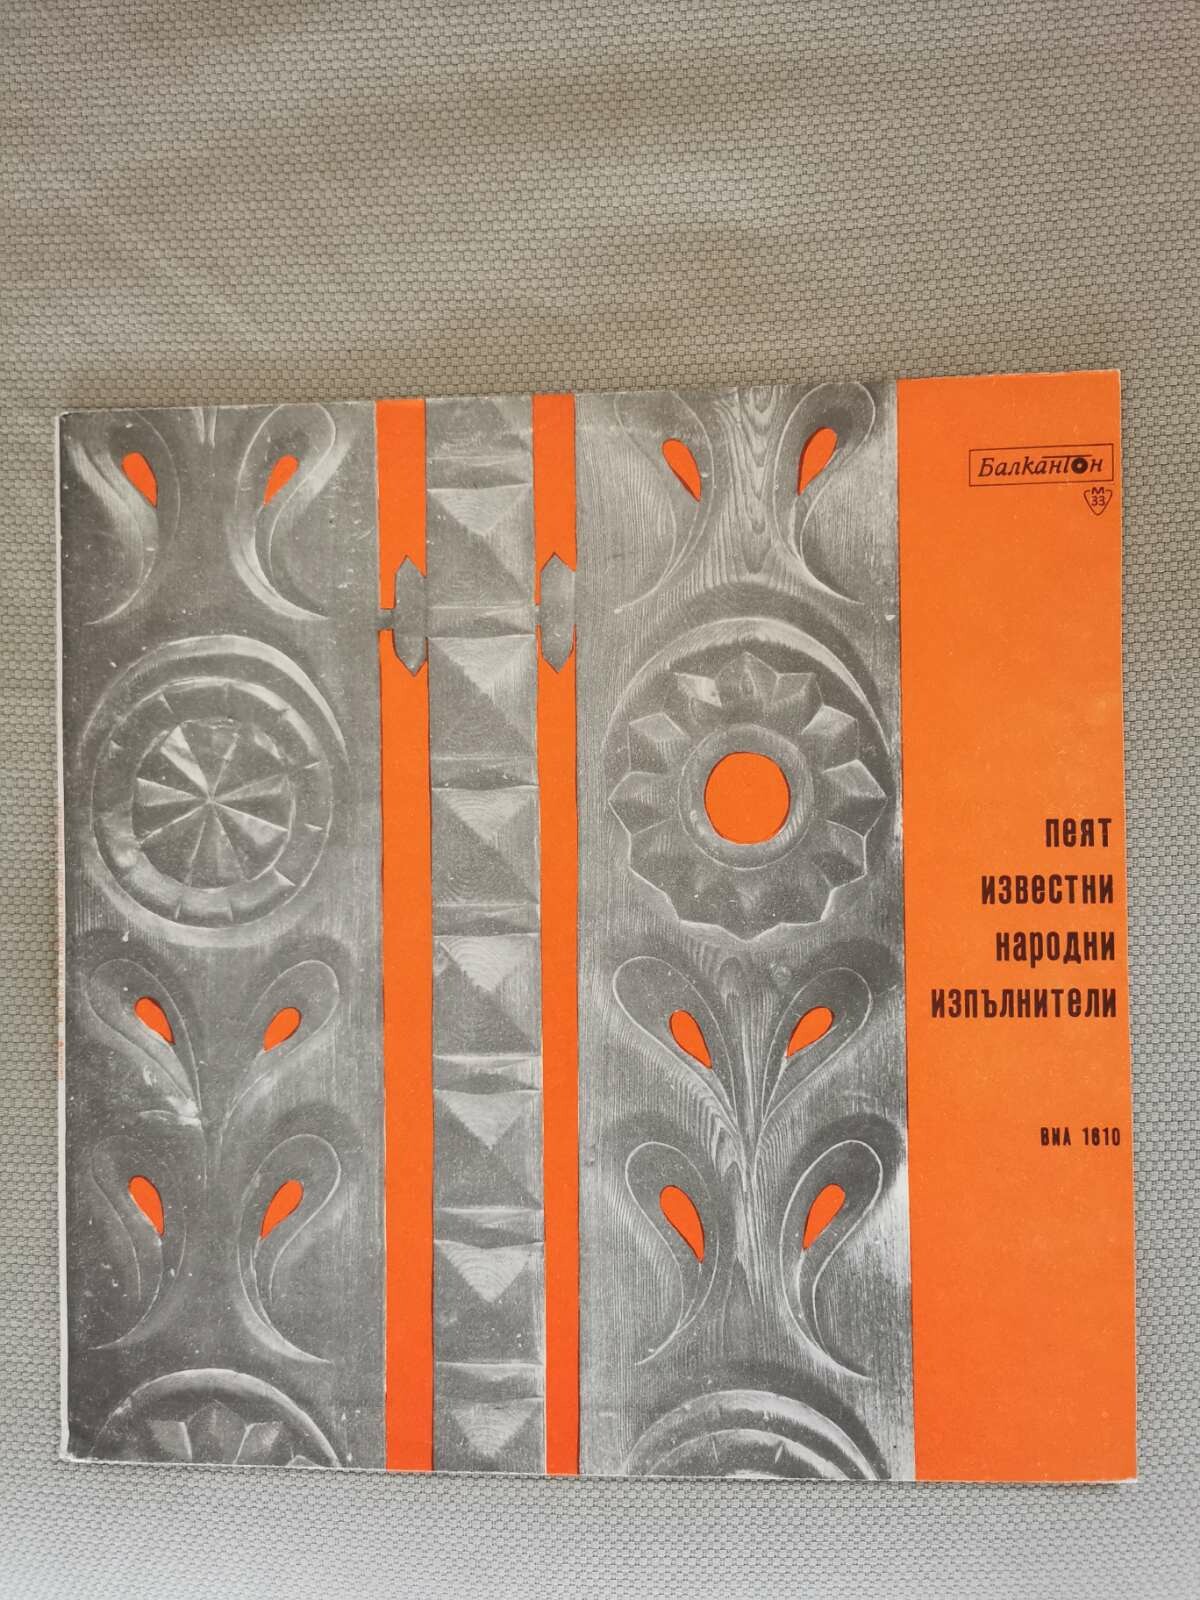 Балкантон
М
33
пеят
известни
народни
изпълнители
ВНА 1610